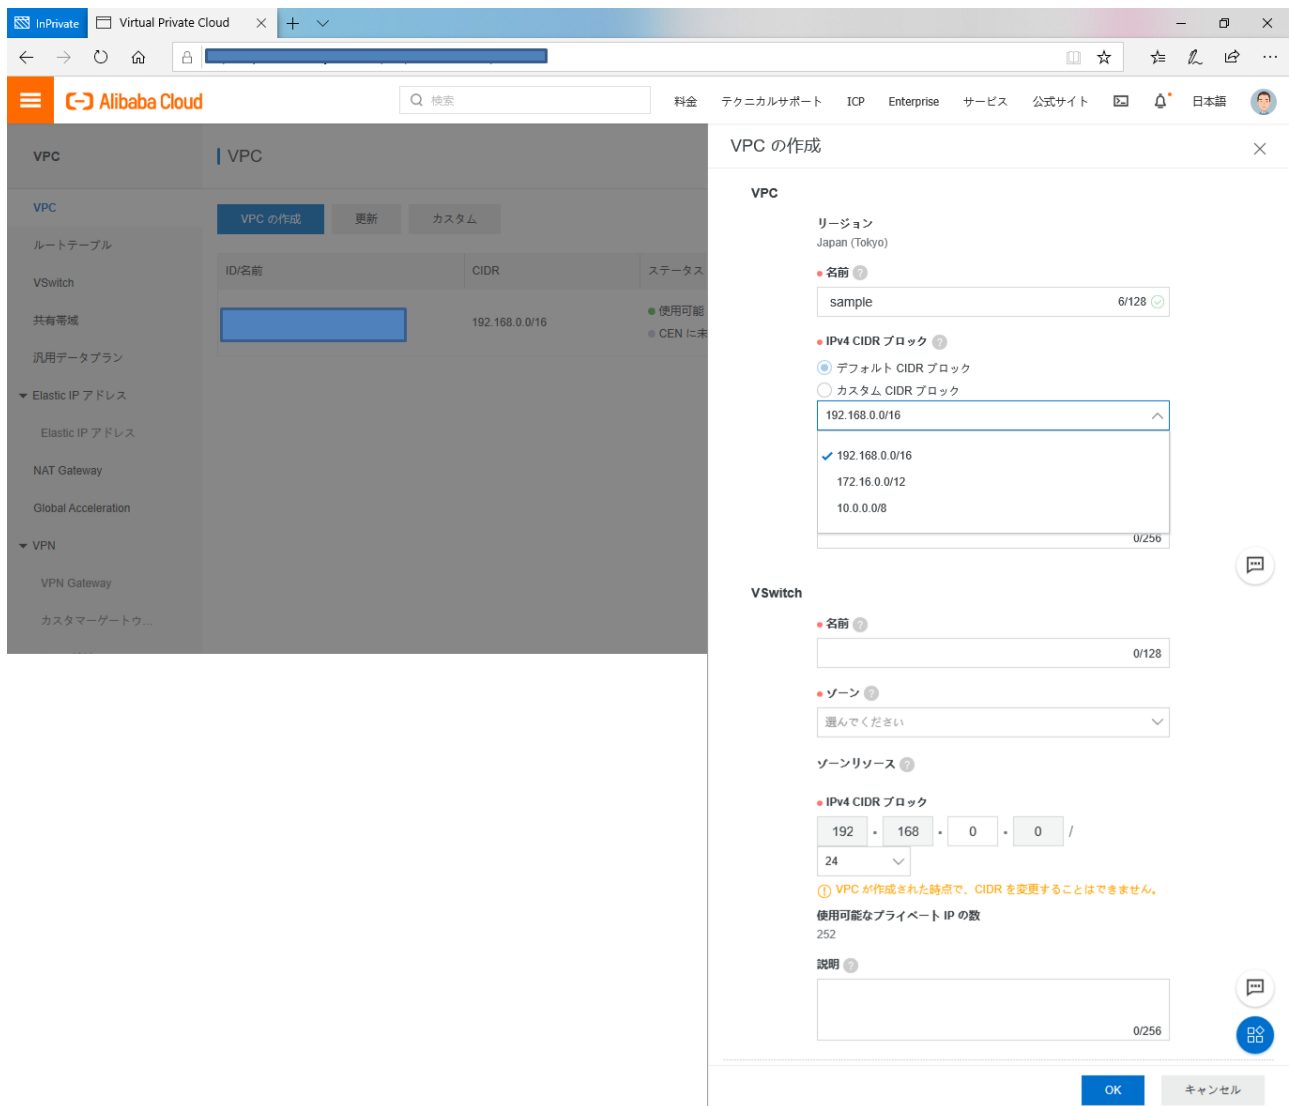 InPrivate
Virtual Private Cloud
Alibaba Cloud
検索
料金
テクニカルサポート
ICP
Enterprise
サービス
公式サイト
日本語
VPC
VPC
ルートテーブル
VSwitch
共有帯域
汎用データプラン
Elastic IP アドレス
Elastic IP アドレス
NAT Gateway
Global Acceleration
VPN
VPN Gateway
カスタマーゲートウ...
VPC
VPC の作成
更新
カスタム
ID/名前
CIDR
ステータス
192.168.0.0/16
使用可能
CEN に未
VPC の作成
VPC
リージョン
Japan (Tokyo)
名前
sample
6/128
IPv4 CIDR ブロック
デフォルト CIDR ブロック
カスタム CIDR ブロック
192.168.0.0/16
192.168.0.0/16
172.16.0.0/12
10.0.0.0/8
0/256
VSwitch
名前
0/128
ゾーン
選んでください
ゾーンリソース
IPv4 CIDR ブロック
192 • 168 • 0 • 0 /
24
VPC が作成された時点で、CIDR を変更することはできません。
使用可能なプライベート IP の数
252
説明
0/256
OK
キャンセル